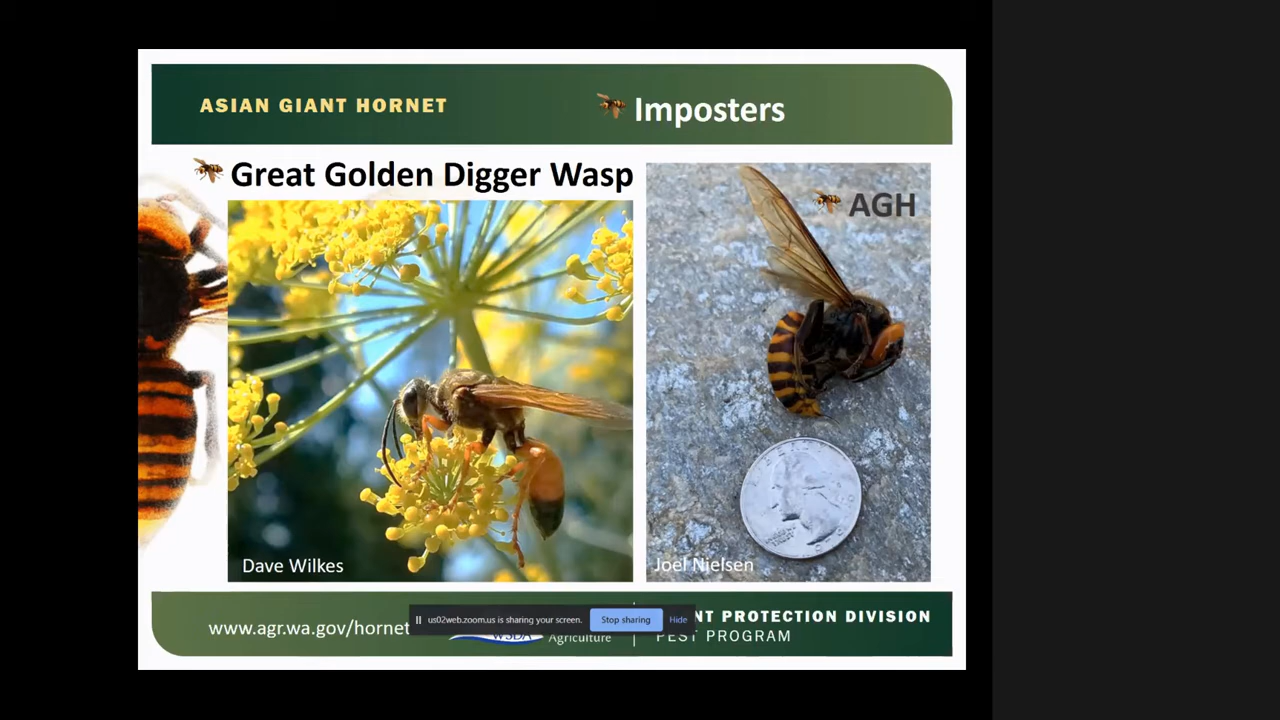 ASIAN GIANT HORNET
Imposters
Great Golden Digger Wasp
AGH
Dave Wilkes
Joel Nielsen
www.agr.wa.gov/hornet
us02web.zoom.us is sharing your screen.
Stop sharing
Hide
WSDA
Agriculture
NT PROTECTION DIVISION
PEST PROGRAM